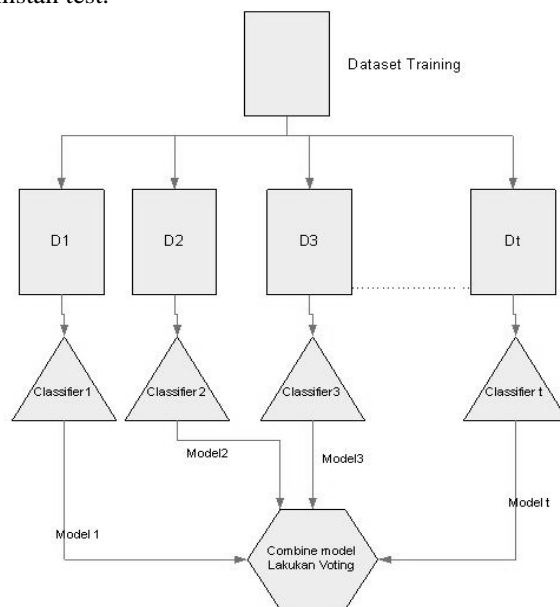 test.
Dataset Training
D1
D2
D3
Dt
Classifier1
Classifier2
Classifier3
Classifier t
Model2
Model3
Model t
Model 1
Combine model
Lakukan Voting